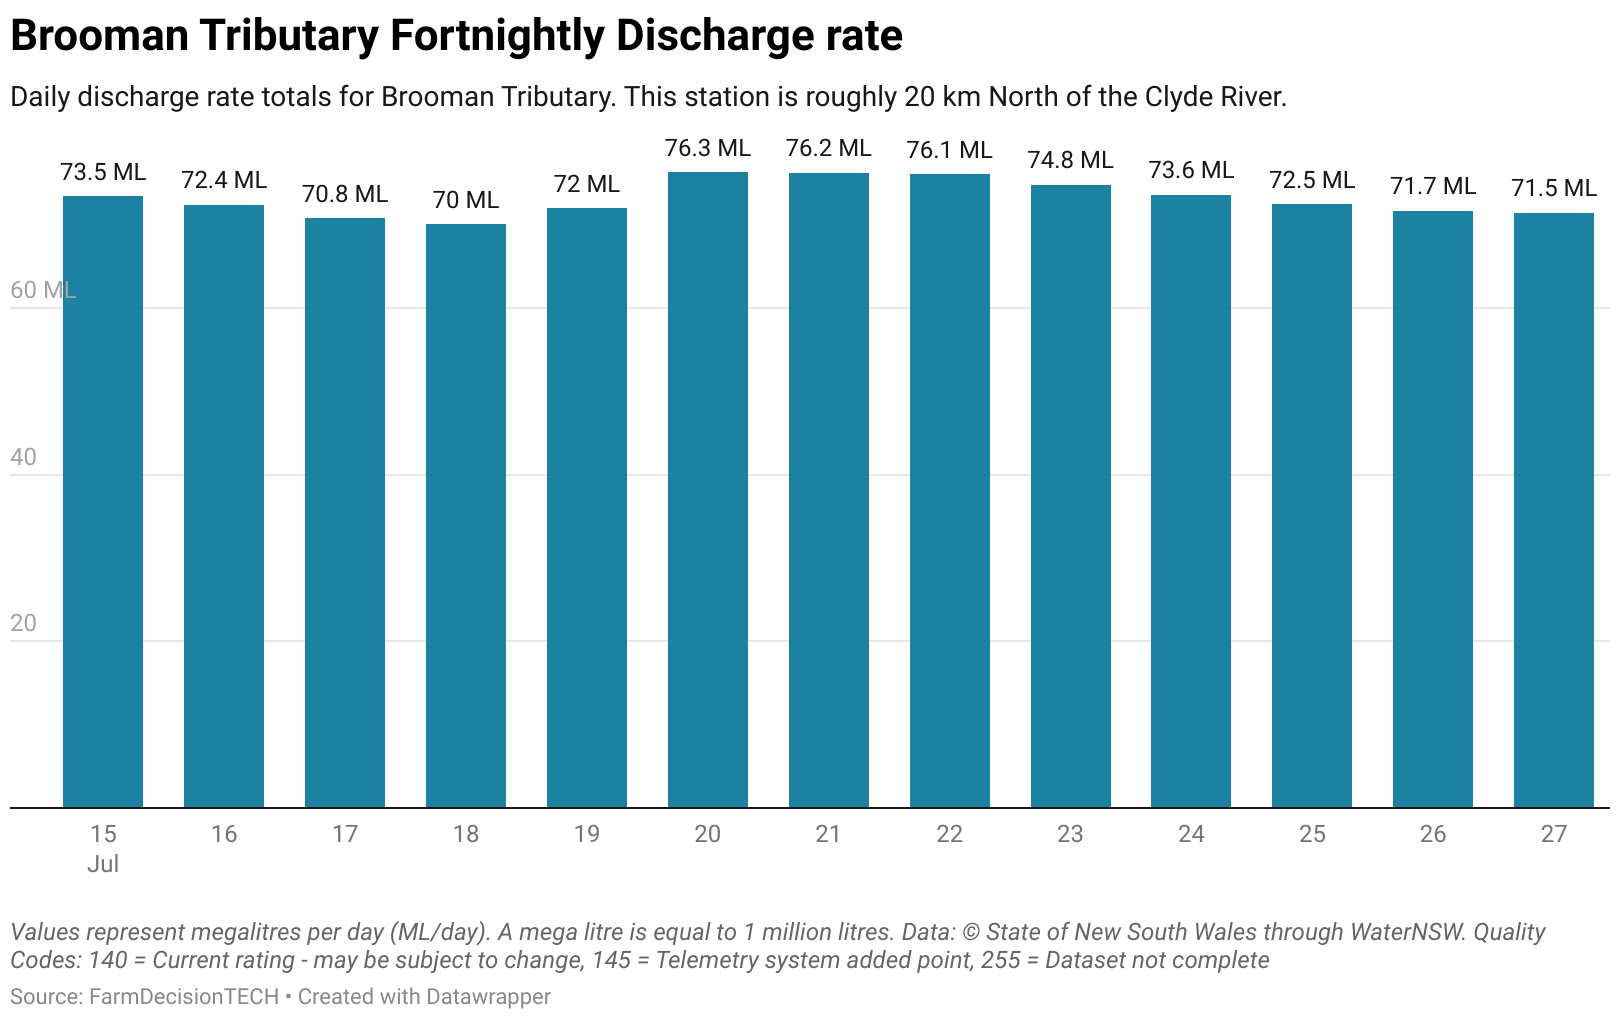 Brooman Tributary Fortnightly Discharge rate
Daily discharge rate totals for Brooman Tributary. This station is roughly 20 km North of the Clyde River.
73.5 ML
72.4 ML
70.8 ML
70 ML
72 ML
76.3 ML
76.2 ML
76.1 ML
74.8 ML
73.6 ML
72.5 ML
71.7 ML
71.5 ML
60 ML
40
20
15 16 17 18 19 20 21 22 23 24 25 26 27
Jul
Values represent megalitres per day (ML/day). A mega litre is equal to 1 million litres. Data: © State of New South Wales through WaterNSW. Quality
Codes: 140 = Current rating - may be subject to change, 145 = Telemetry system added point, 255 = Dataset not complete
Source: FarmDecisionTECH • Created with Datawrapper